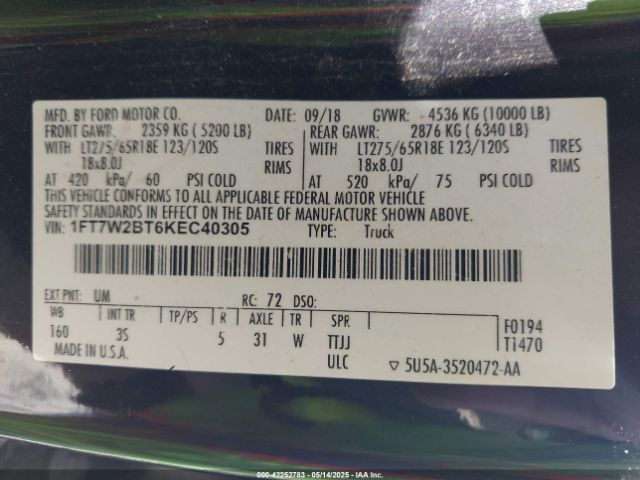 MFD. BY FORD MOTOR CO. DATE: 09/18 GVWR: 4536 KG (10000 LB)
FRONT GAWR: 2359 KG ( 5200 LB) REAR GAWR: 2876 KG ( 6340 LB)
WITH LT275/65R18E 123/120S TIRES WITH LT275/65R18E 123/120S TIRES
18x8.0J RIMS 18x8.0J RIMS
AT 420 kPa/ 60 PSI COLD AT 520 kPa/ 75 PSI COLD
THIS VEHICLE CONFORMS TO ALL APPLICABLE FEDERAL MOTOR VEHICLE
SAFETY STANDARDS IN EFFECT ON THE DATE OF MANUFACTURE SHOWN ABOVE.
VIN: 1FT7W2BT6KEC40305 TYPE: Truck
EXT PNT: UM RC: 72 DSO:
WB INT TR TP/PS R AXLE TR SPR F0194
160 3S 5 31 W TTJJ T1470
MADE IN U.S.A. ULC ▽ 5U5A-3520472-AA
000-42252783 - 05/14/2025 - IAA Inc.